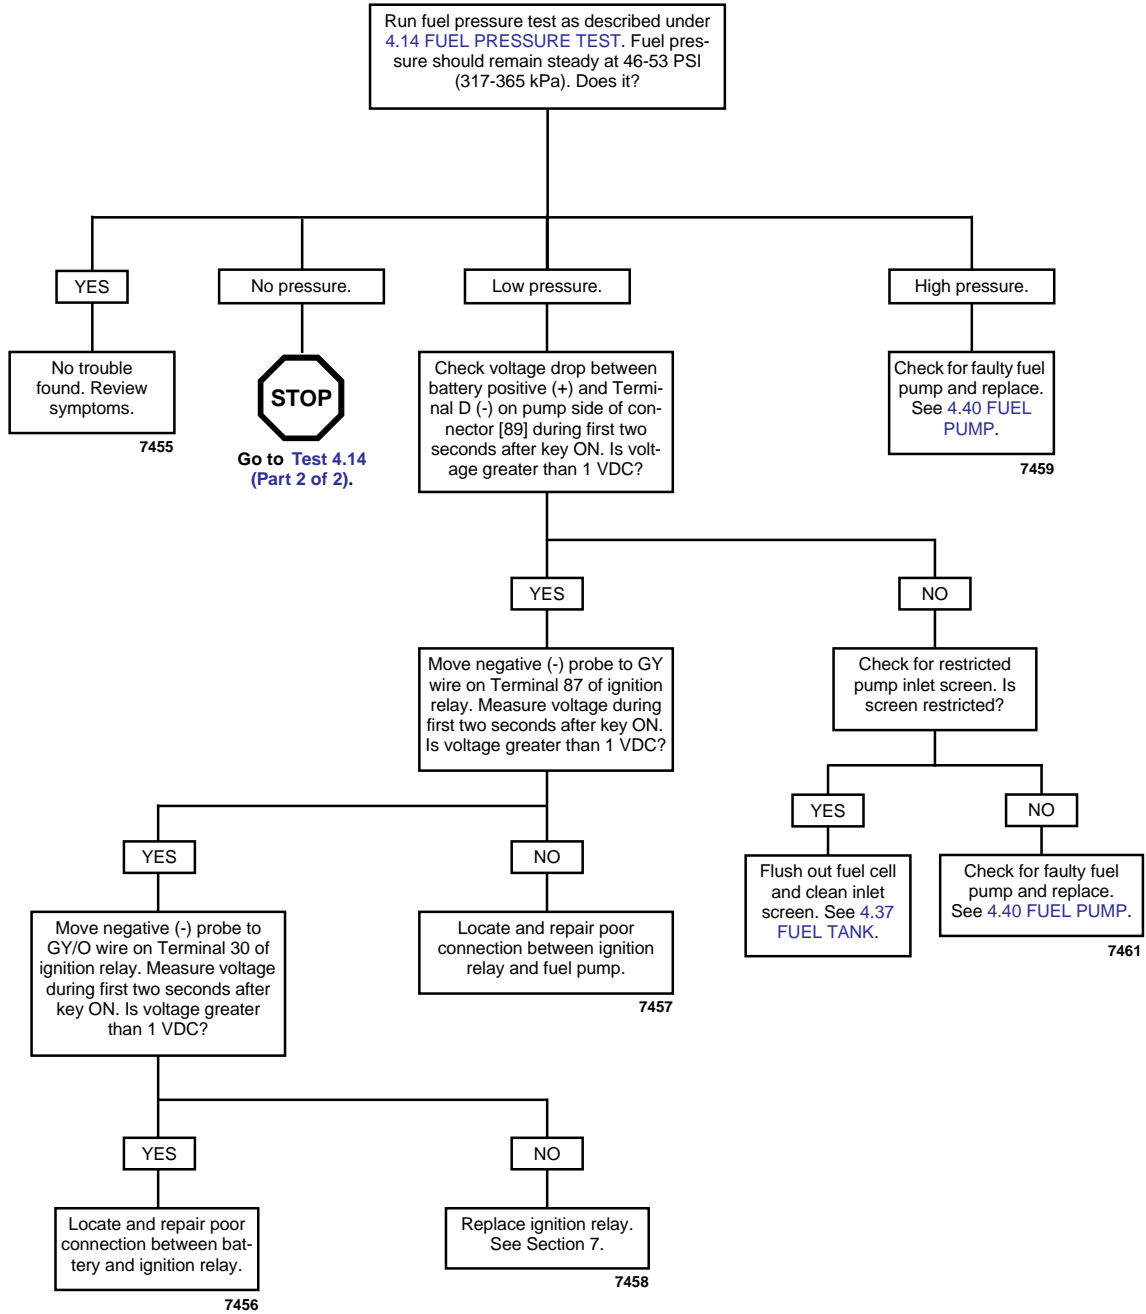 Run fuel pressure test as described under
4.14 FUEL PRESSURE TEST. Fuel pres-
sure should remain steady at 46-53 PSI
(317-365 kPa). Does it?
YES
No pressure.
Low pressure.
High pressure.
No trouble
found. Review
symptoms.
7455
STOP
Go to Test 4.14
(Part 2 of 2).
Check voltage drop between
battery positive (+) and Termi-
nal D (-) on pump side of con-
nector [89] during first two
seconds after key ON. Is volt-
age greater than 1 VDC?
Check for faulty fuel
pump and replace.
See 4.40 FUEL
PUMP.
7459
YES
NO
Move negative (-) probe to GY
wire on Terminal 87 of ignition
relay. Measure voltage during
first two seconds after key ON.
Is voltage greater than 1 VDC?
Check for restricted
pump inlet screen. Is
screen restricted?
YES
NO
YES
NO
Move negative (-) probe to
GY/O wire on Terminal 30 of
ignition relay. Measure voltage
during first two seconds after
key ON. Is voltage greater
than 1 VDC?
Locate and repair poor
connection between ignition
relay and fuel pump.
7457
Flush out fuel cell
and clean inlet
screen. See 4.37
FUEL TANK.
Check for faulty fuel
pump and replace.
See 4.40 FUEL PUMP.
7461
YES
NO
Locate and repair poor
connection between bat-
tery and ignition relay.
7456
Replace ignition relay.
See Section 7.
7458